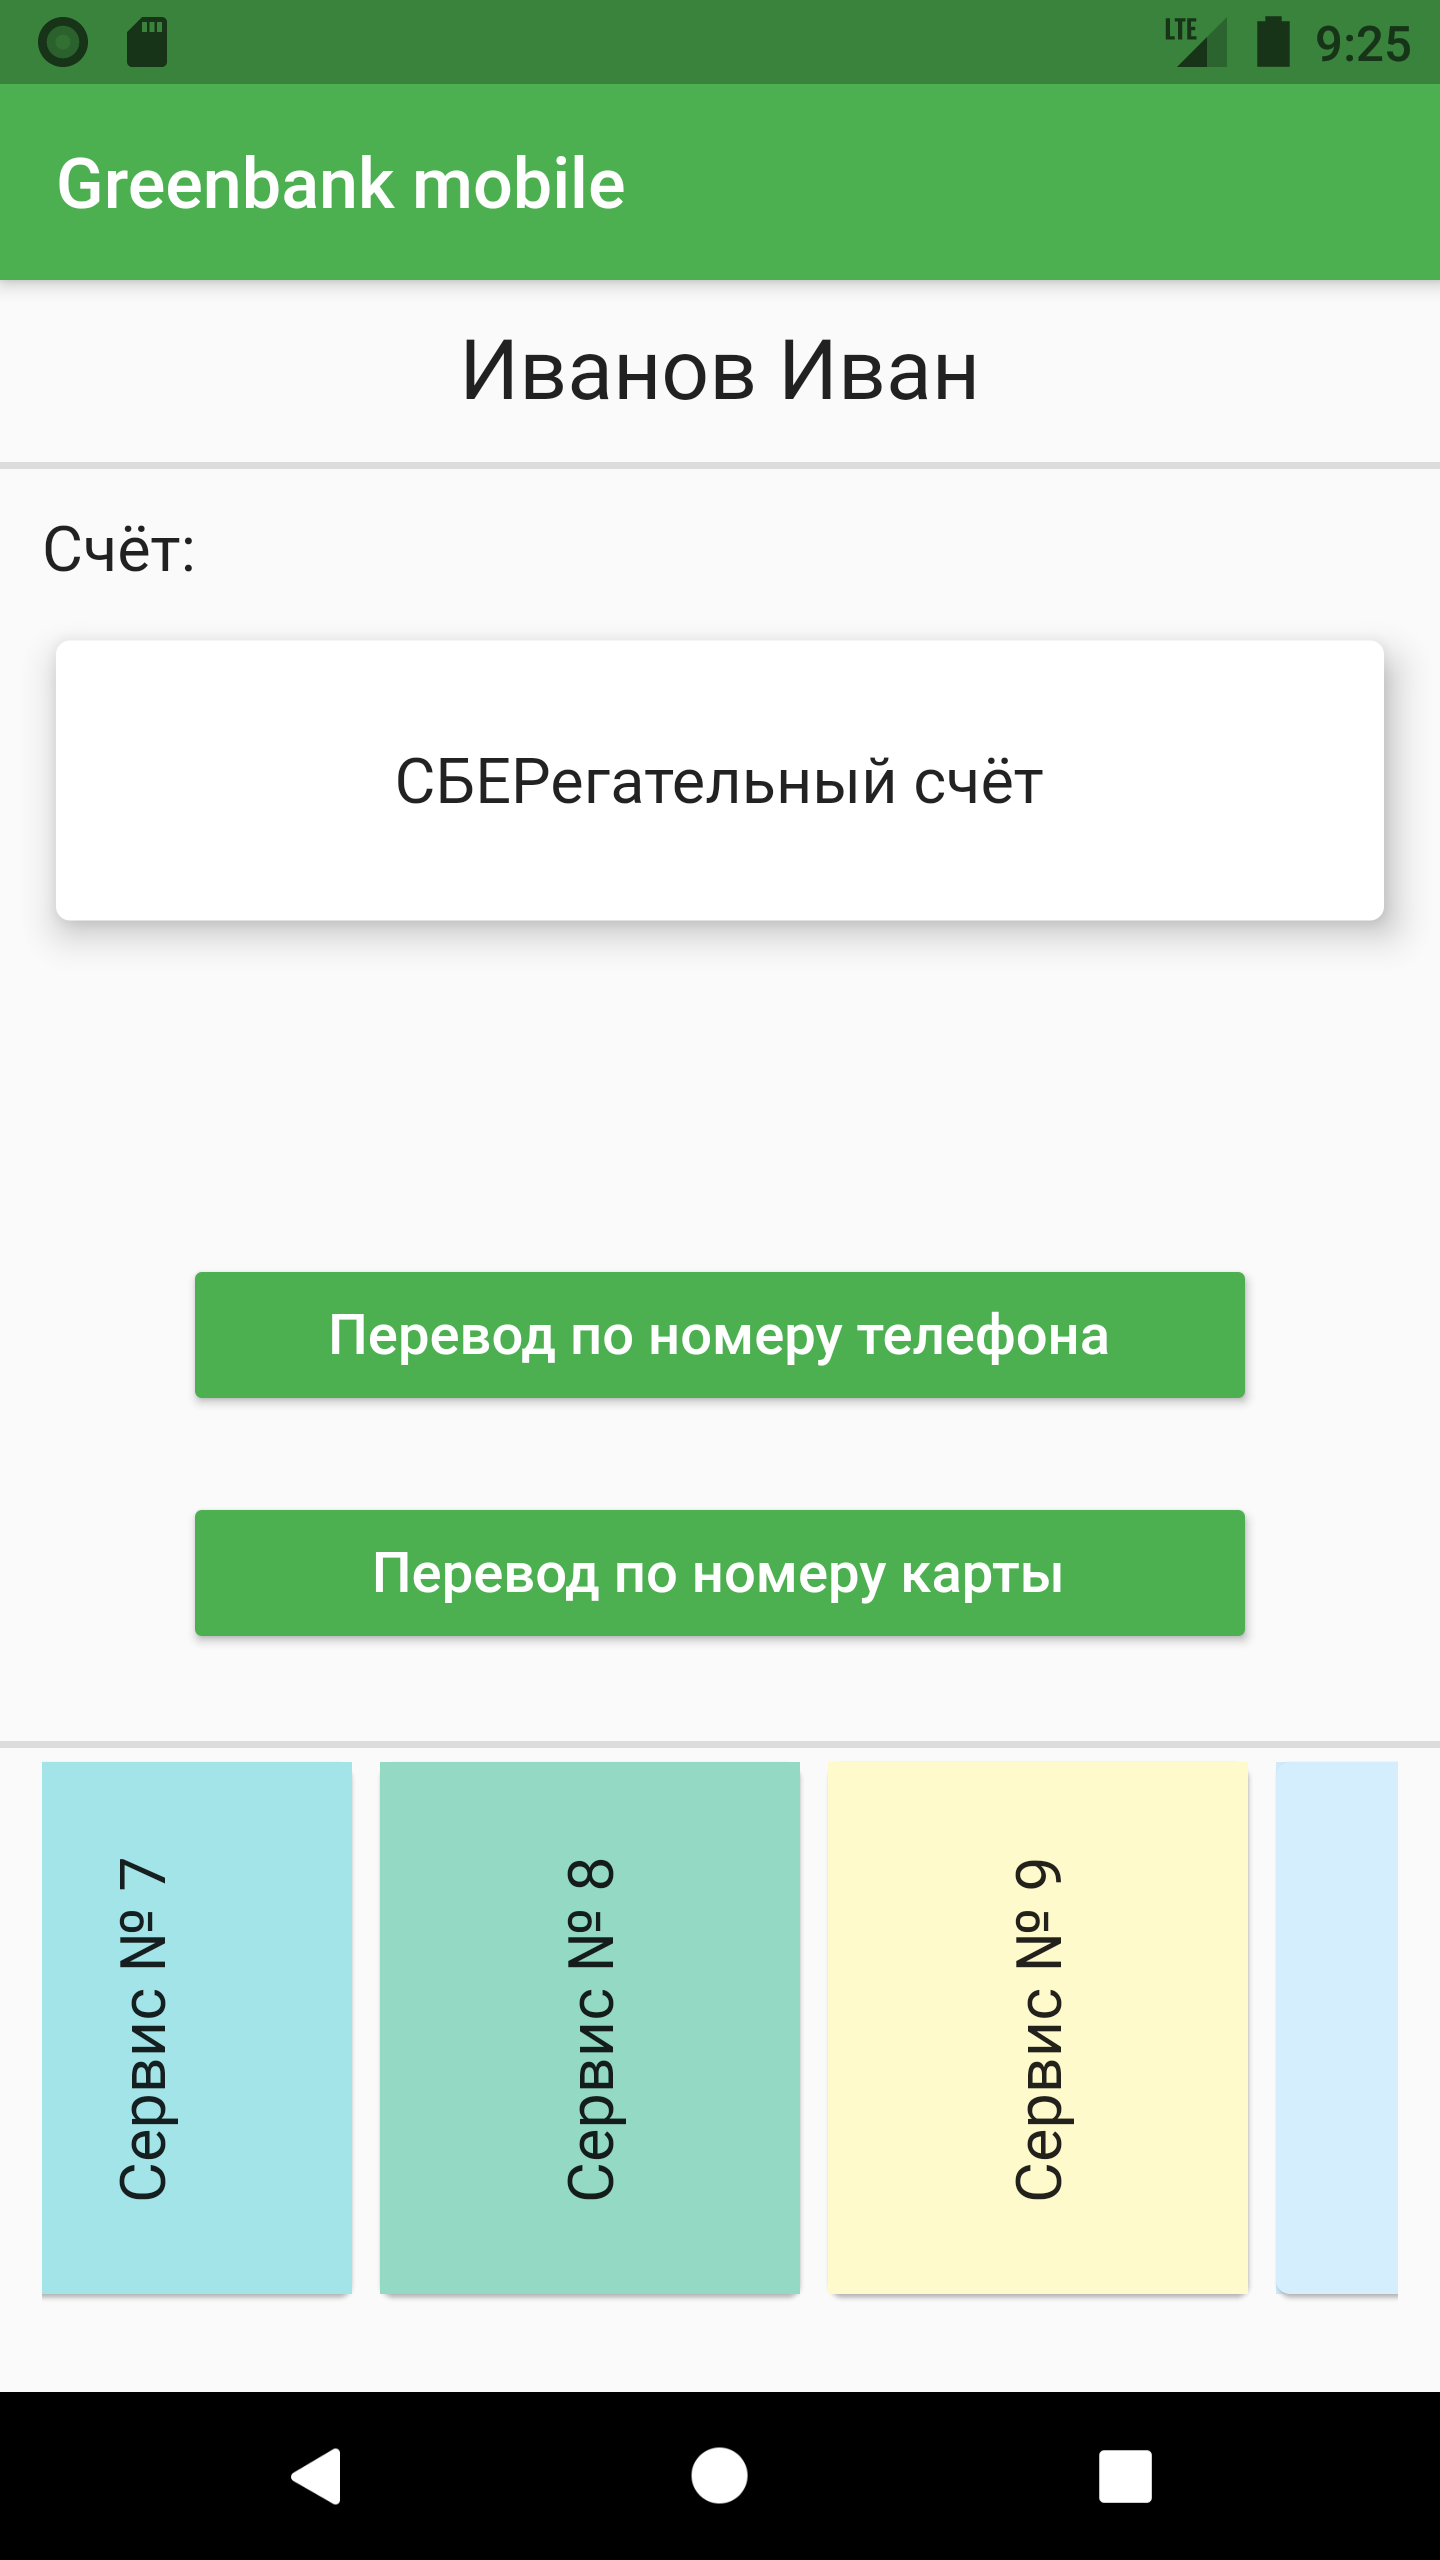 LTE 9:25
Greenbank mobile
Иванов Иван
Счёт:
СБЕРегательный счёт
Перевод по номеру телефона
Перевод по номеру карты
Сервис № 7
Сервис № 8
Сервис № 9